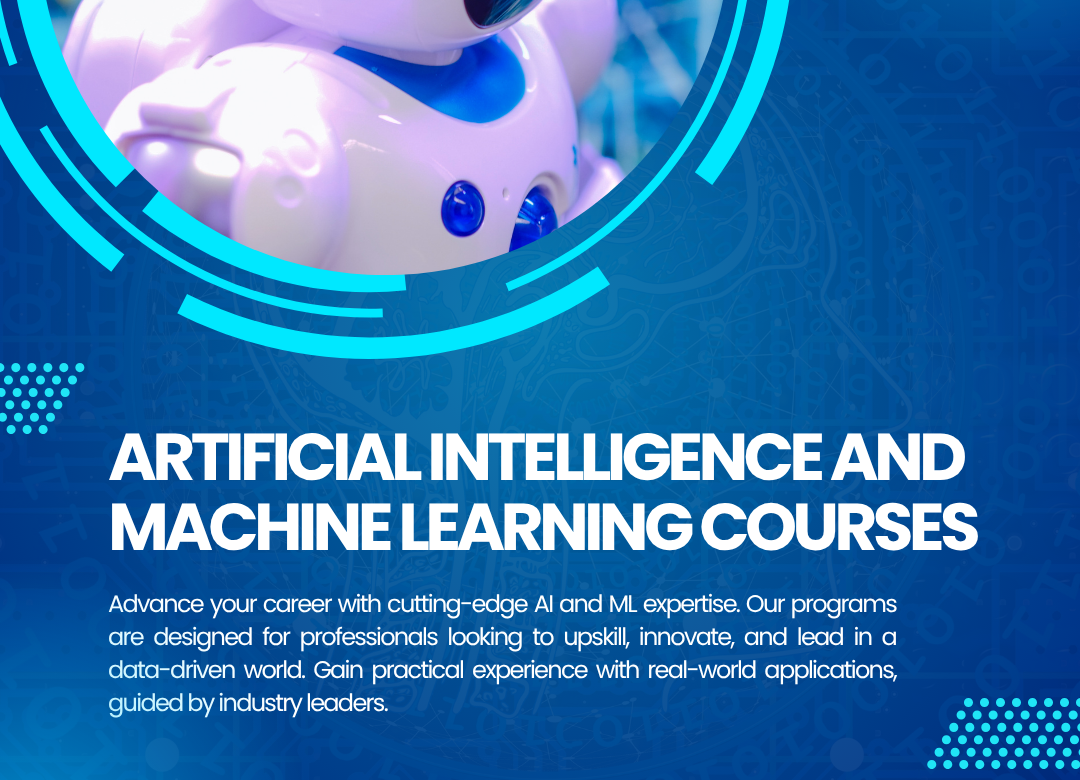 ARTIFICIAL INTELLIGENCE AND
MACHINE LEARNING COURSES
Advance your career with cutting-edge AI and ML expertise. Our programs
are designed for professionals looking to upskill, innovate, and lead in a
data-driven world. Gain practical experience with real-world applications,
guided by industry leaders.